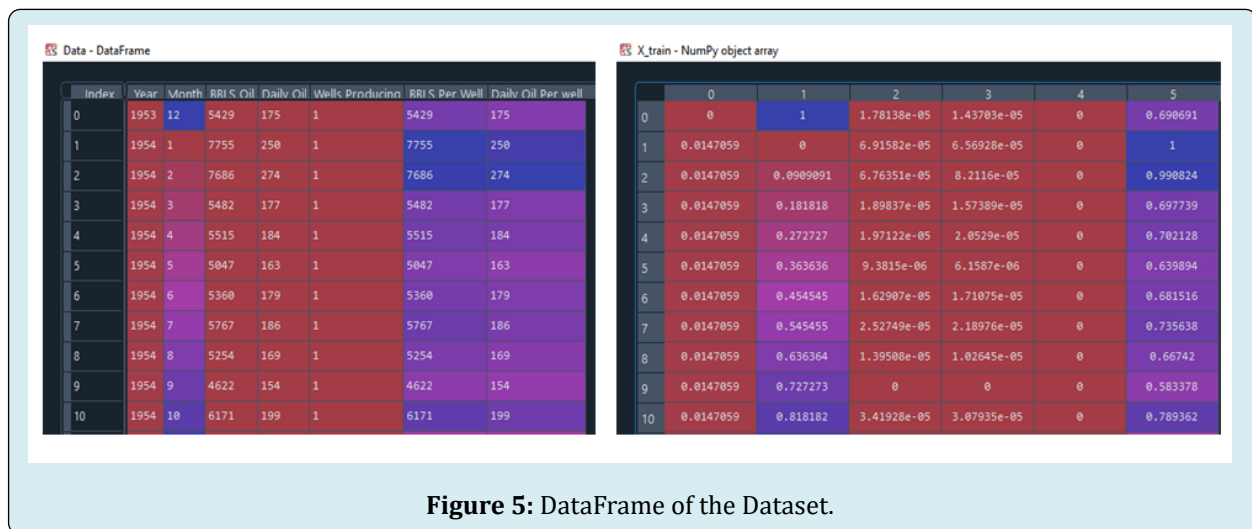 Data - DataFrame
Index Year Month BBLS Oil Daily Oil Wells Producing BBLS Per Well Daily Oil Per well
0 1953 12 5429 175 1 5429 175
1 1954 1 7755 250 1 7755 250
2 1954 2 7686 274 1 7686 274
3 1954 3 5482 177 1 5482 177
4 1954 4 5515 184 1 5515 184
5 1954 5 5047 163 1 5047 163
6 1954 6 5360 179 1 5360 179
7 1954 7 5767 186 1 5767 186
8 1954 8 5254 169 1 5254 169
9 1954 9 4622 154 1 4622 154
10 1954 10 6171 199 1 6171 199
X_train - NumPy object array
0 1 2 3 4 5
0 0 1 1.78138e-05 1.43703e-05 0 0.690691
1 0.0147059 0 6.91582e-05 6.56928e-05 0 1
2 0.0147059 0.0909091 6.76351e-05 8.2116e-05 0 0.990824
3 0.0147059 0.181818 1.89837e-05 1.57389e-05 0 0.697739
4 0.0147059 0.272727 1.97122e-05 2.0529e-05 0 0.702128
5 0.0147059 0.363636 9.3815e-06 6.1587e-06 0 0.639894
6 0.0147059 0.454545 1.62907e-05 1.71075e-05 0 0.681516
7 0.0147059 0.545455 2.52749e-05 2.18976e-05 0 0.735638
8 0.0147059 0.636364 1.39508e-05 1.02645e-05 0 0.66742
9 0.0147059 0.727273 0 0 0 0.583378
10 0.0147059 0.818182 3.41928e-05 3.07935e-05 0 0.789362
Figure 5: DataFrame of the Dataset.